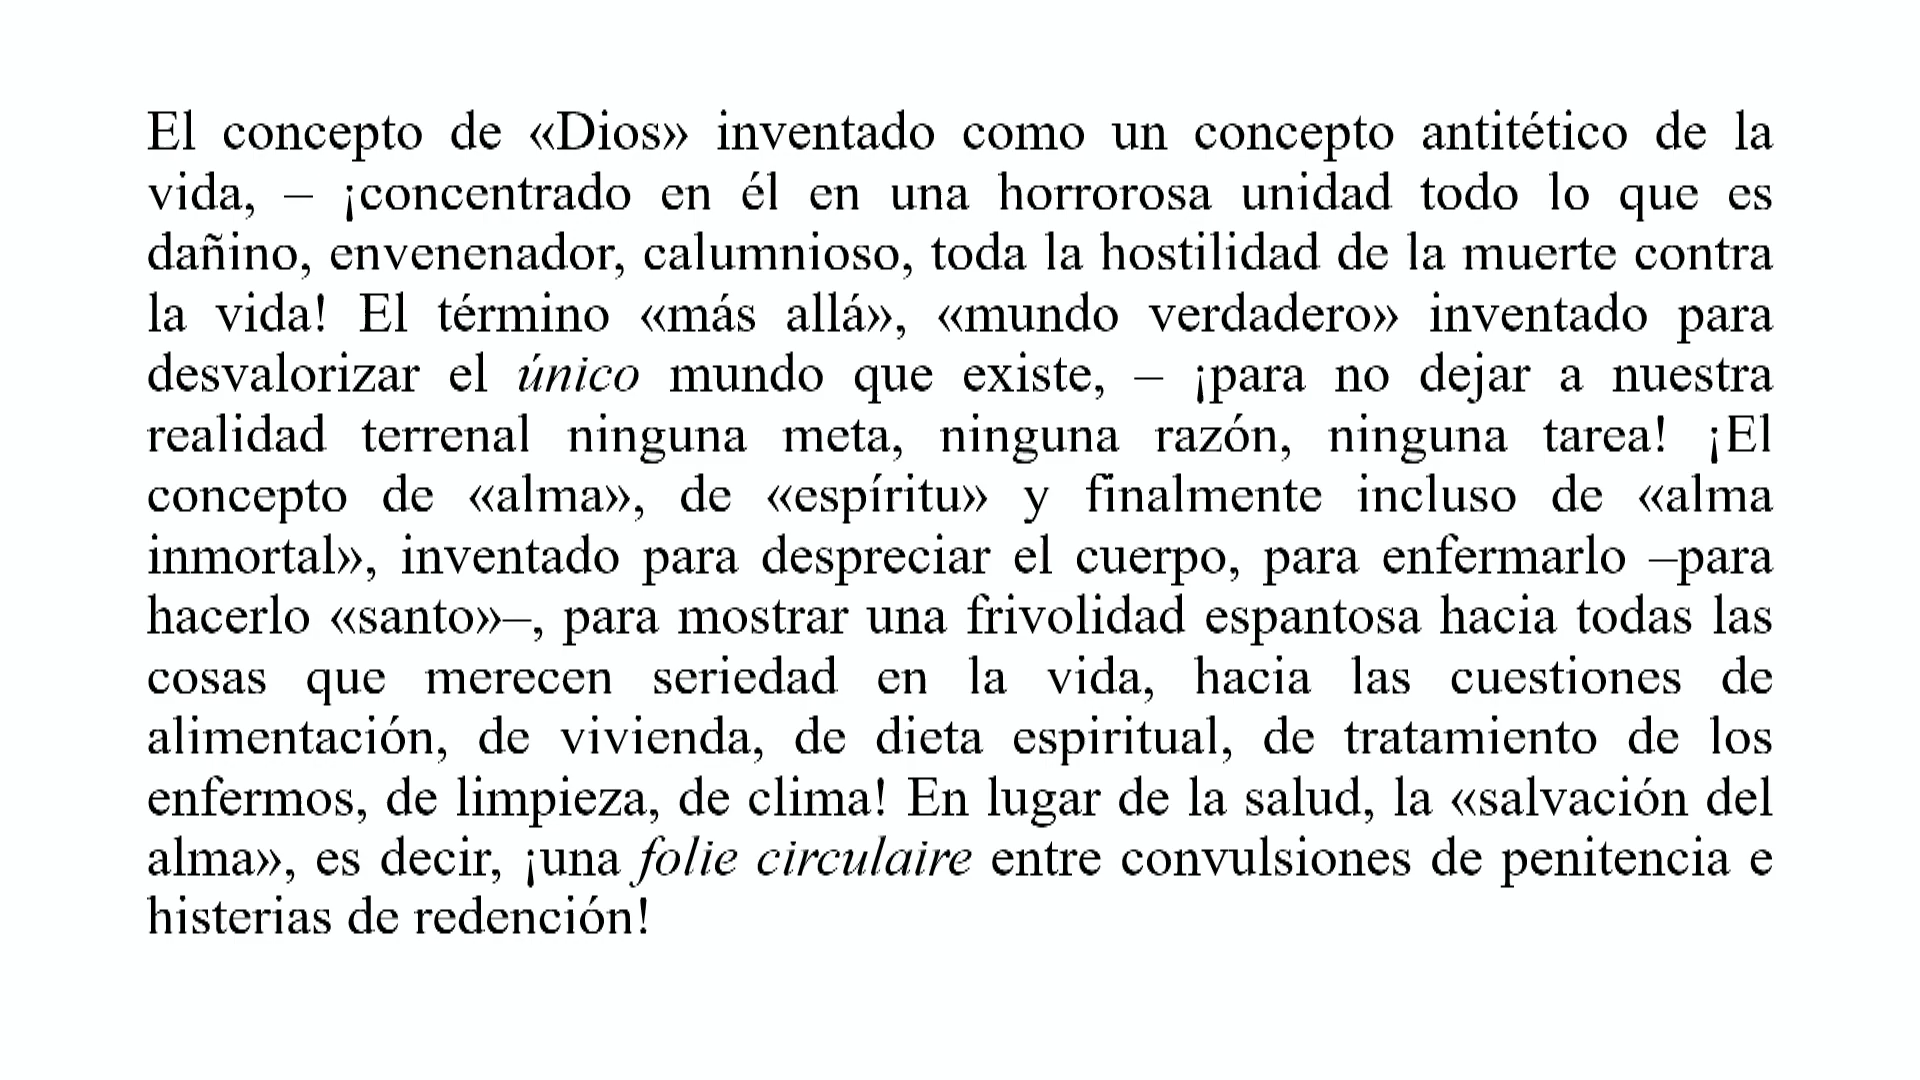 El concepto de «Dios» inventado como un concepto antitético de la
vida, – ¡concentrado en él en una horrorosa unidad todo lo que es
dañino, envenenador, calumnioso, toda la hostilidad de la muerte contra
la vida! El término «más allá», «mundo verdadero» inventado para
desvalorizar el único mundo que existe, – ¡para no dejar a nuestra
realidad terrenal ninguna meta, ninguna razón, ninguna tarea! ¡El
concepto de «alma», de «espíritu» y finalmente incluso de «alma
inmortal», inventado para despreciar el cuerpo, para enfermarlo –para
hacerlo «santo»–, para mostrar una frivolidad espantosa hacia todas las
cosas que merecen seriedad en la vida, hacia las cuestiones de
alimentación, de vivienda, de dieta espiritual, de tratamiento de los
enfermos, de limpieza, de clima! En lugar de la salud, la «salvación del
alma», es decir, ¡una folie circulaire entre convulsiones de penitencia e
histerias de redención!